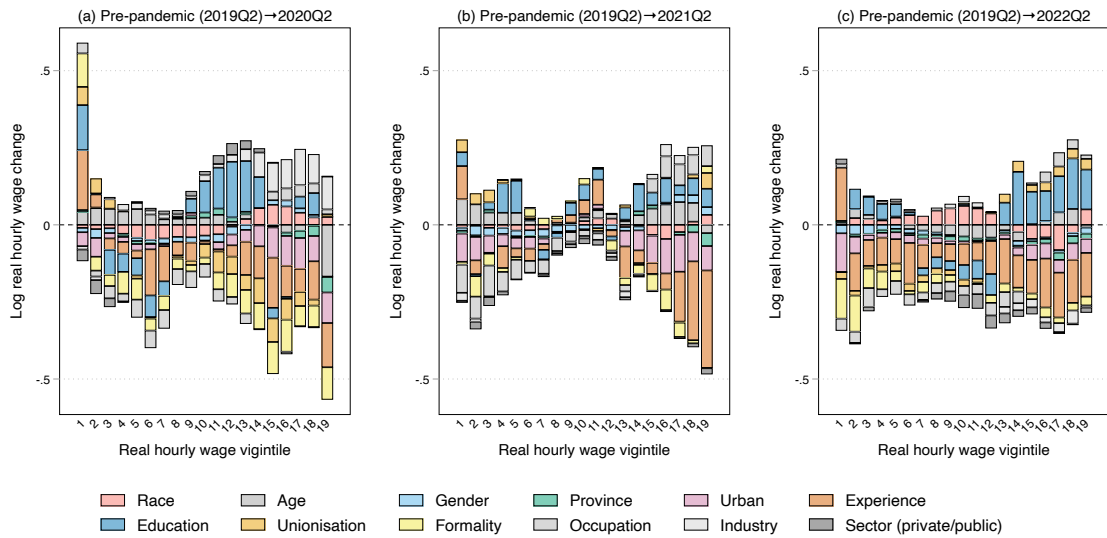 (a) Pre-pandemic (2019Q2)→2020Q2
(b) Pre-pandemic (2019Q2)→2021Q2
(c) Pre-pandemic (2019Q2)→2022Q2
Log real hourly wage change
.5
0
-.5
1 2 3 4 5 6 7 8 9 10 11 12 13 14 15 16 17 18 19
Real hourly wage vigintile
Log real hourly wage change
.5
0
-.5
1 2 3 4 5 6 7 8 9 10 11 12 13 14 15 16 17 18 19
Real hourly wage vigintile
Log real hourly wage change
.5
0
-.5
1 2 3 4 5 6 7 8 9 10 11 12 13 14 15 16 17 18 19
Real hourly wage vigintile
Race Age Gender Province Urban Experience
Education Unionisation Formality Occupation Industry Sector (private/public)